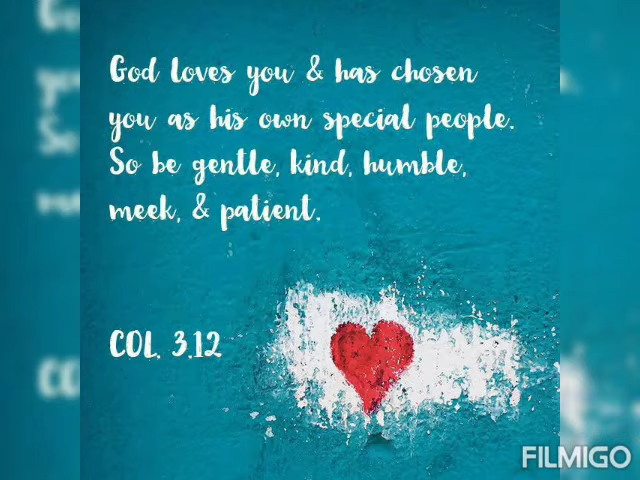 God loves you & has chosen
you as his own special people.
So be gentle, kind, humble,
meek, & patient.
COL. 3.12
FILMIGO